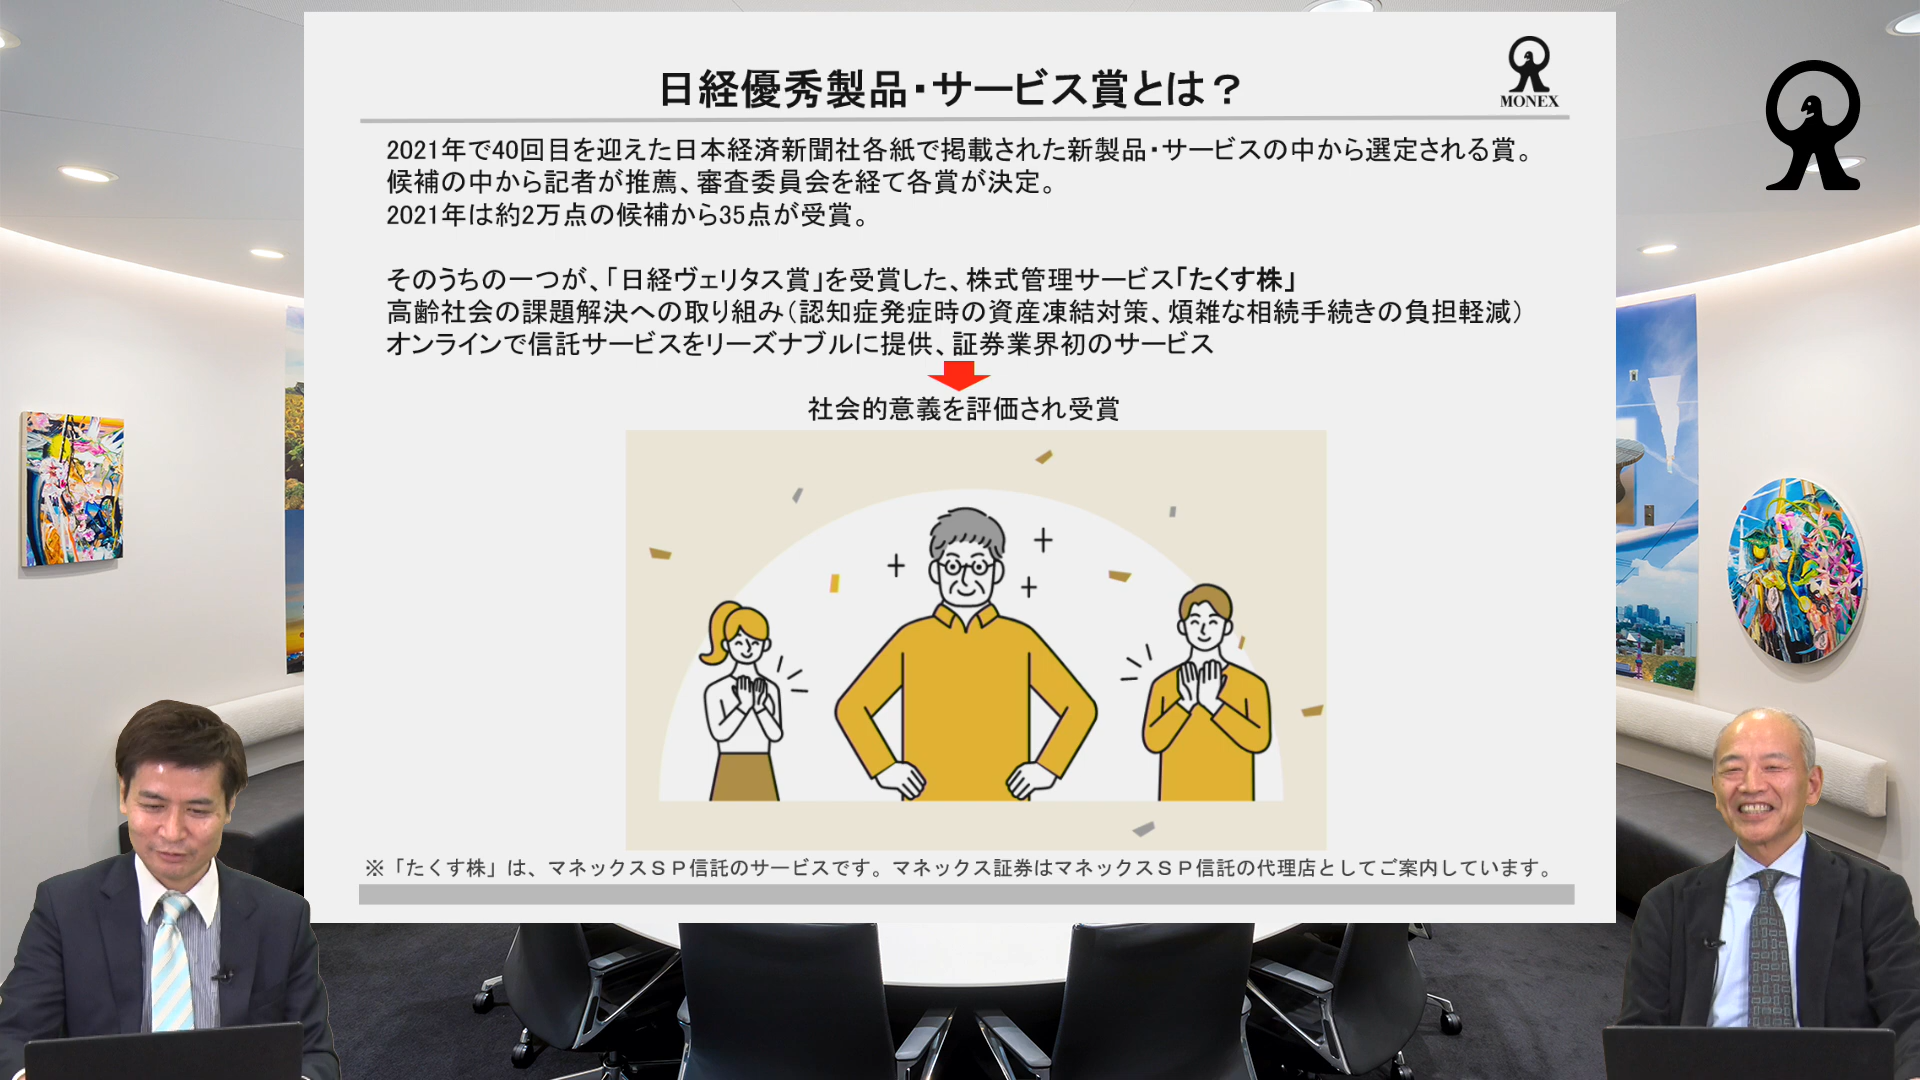 日経優秀製品・サービス賞とは？
MONEX
2021年で40回目を迎えた日本経済新聞社各紙で掲載された新製品・サービスの中から選定される賞。
候補の中から記者が推薦、審査委員会を経て各賞が決定。
2021年は約2万点の候補から35点が受賞。
そのうちの一つが、「日経ヴェリタス賞」を受賞した、株式管理サービス「たくす株」
高齢社会の課題解決への取り組み（認知症発症時の資産凍結対策、煩雑な相続手続きの負担軽減）
オンラインで信託サービスをリーズナブルに提供、証券業界初のサービス
社会的意義を評価され受賞
※「たくす株」は、マネックスＳＰ信託のサービスです。マネックス証券はマネックスＳＰ信託の代理店としてご案内しています。